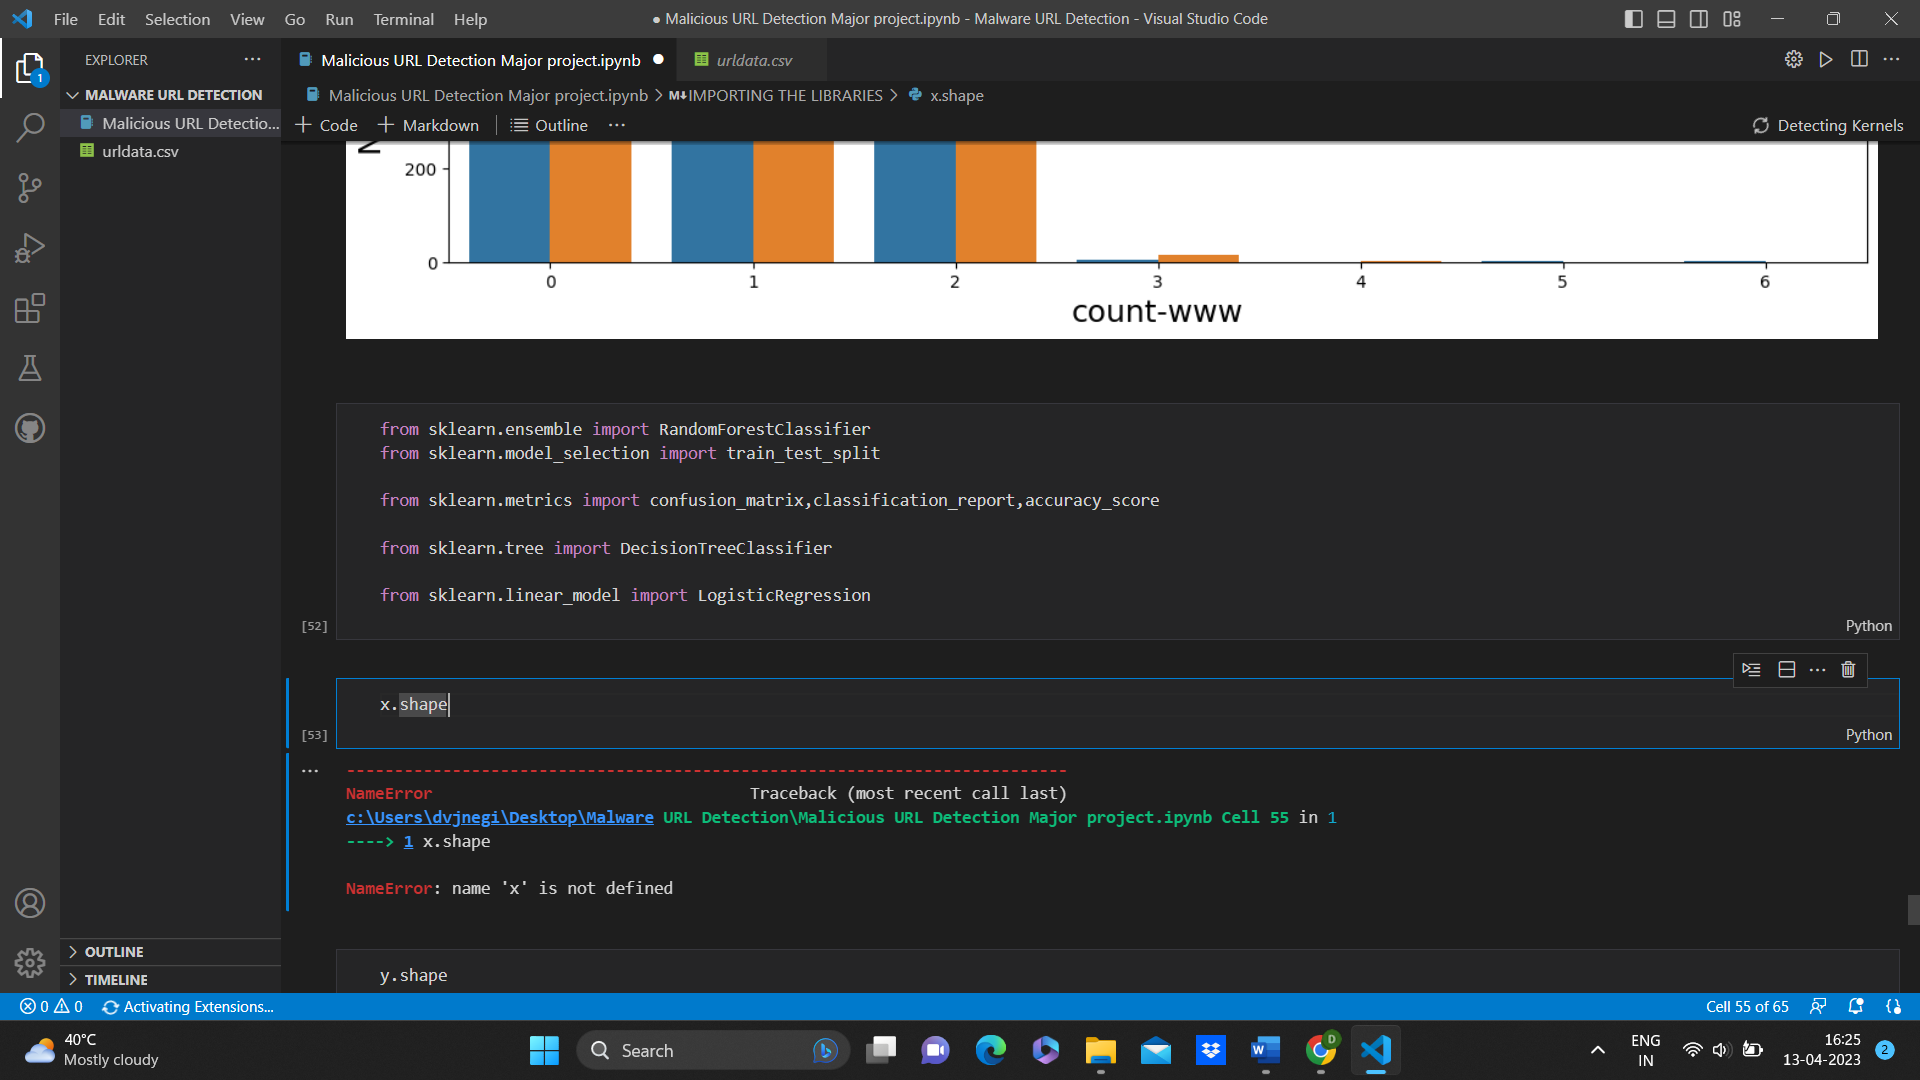 File Edit Selection View Go Run Terminal Help
● Malicious URL Detection Major project.ipynb - Malware URL Detection - Visual Studio Code
EXPLORER
Malicious URL Detection Major project.ipynb
urldata.csv
MALWARE URL DETECTION
Malicious URL Detection Major project.ipynb > M↓IMPORTING THE LIBRARIES > x.shape
Malicious URL Detectio...
+ Code + Markdown Outline ...
Detecting Kernels
urldata.csv
200
0
0 1 2 3 4 5 6
count-www
from sklearn.ensemble import RandomForestClassifier
from sklearn.model_selection import train_test_split
from sklearn.metrics import confusion_matrix,classification_report,accuracy_score
from sklearn.tree import DecisionTreeClassifier
from sklearn.linear_model import LogisticRegression
[52]
Python
x.shape
[53]
Python
---------------------------------------------------------------------------
NameError Traceback (most recent call last)
c:\Users\dvjnegi\Desktop\Malware URL Detection\Malicious URL Detection Major project.ipynb Cell 55 in 1
----> 1 x.shape
NameError: name 'x' is not defined
y.shape
OUTLINE
TIMELINE
0 0 Activating Extensions...
Cell 55 of 65
40°C
Mostly cloudy
Search
D
ENG
IN
16:25
13-04-2023
2
1